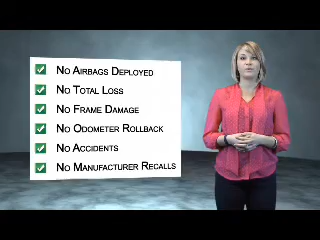 No Airbags Deployed
No Total Loss
No Frame Damage
No Odometer Rollback
No Accidents
No Manufacturer Recalls